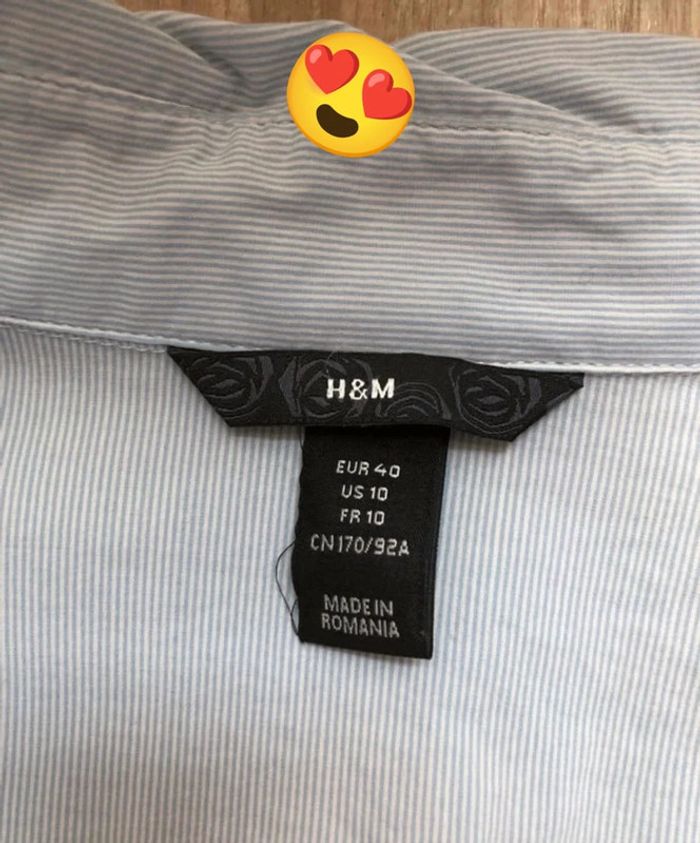 H&M
EUR 40
US 10
FR 10
CN170/92A
MADE IN
ROMANIA